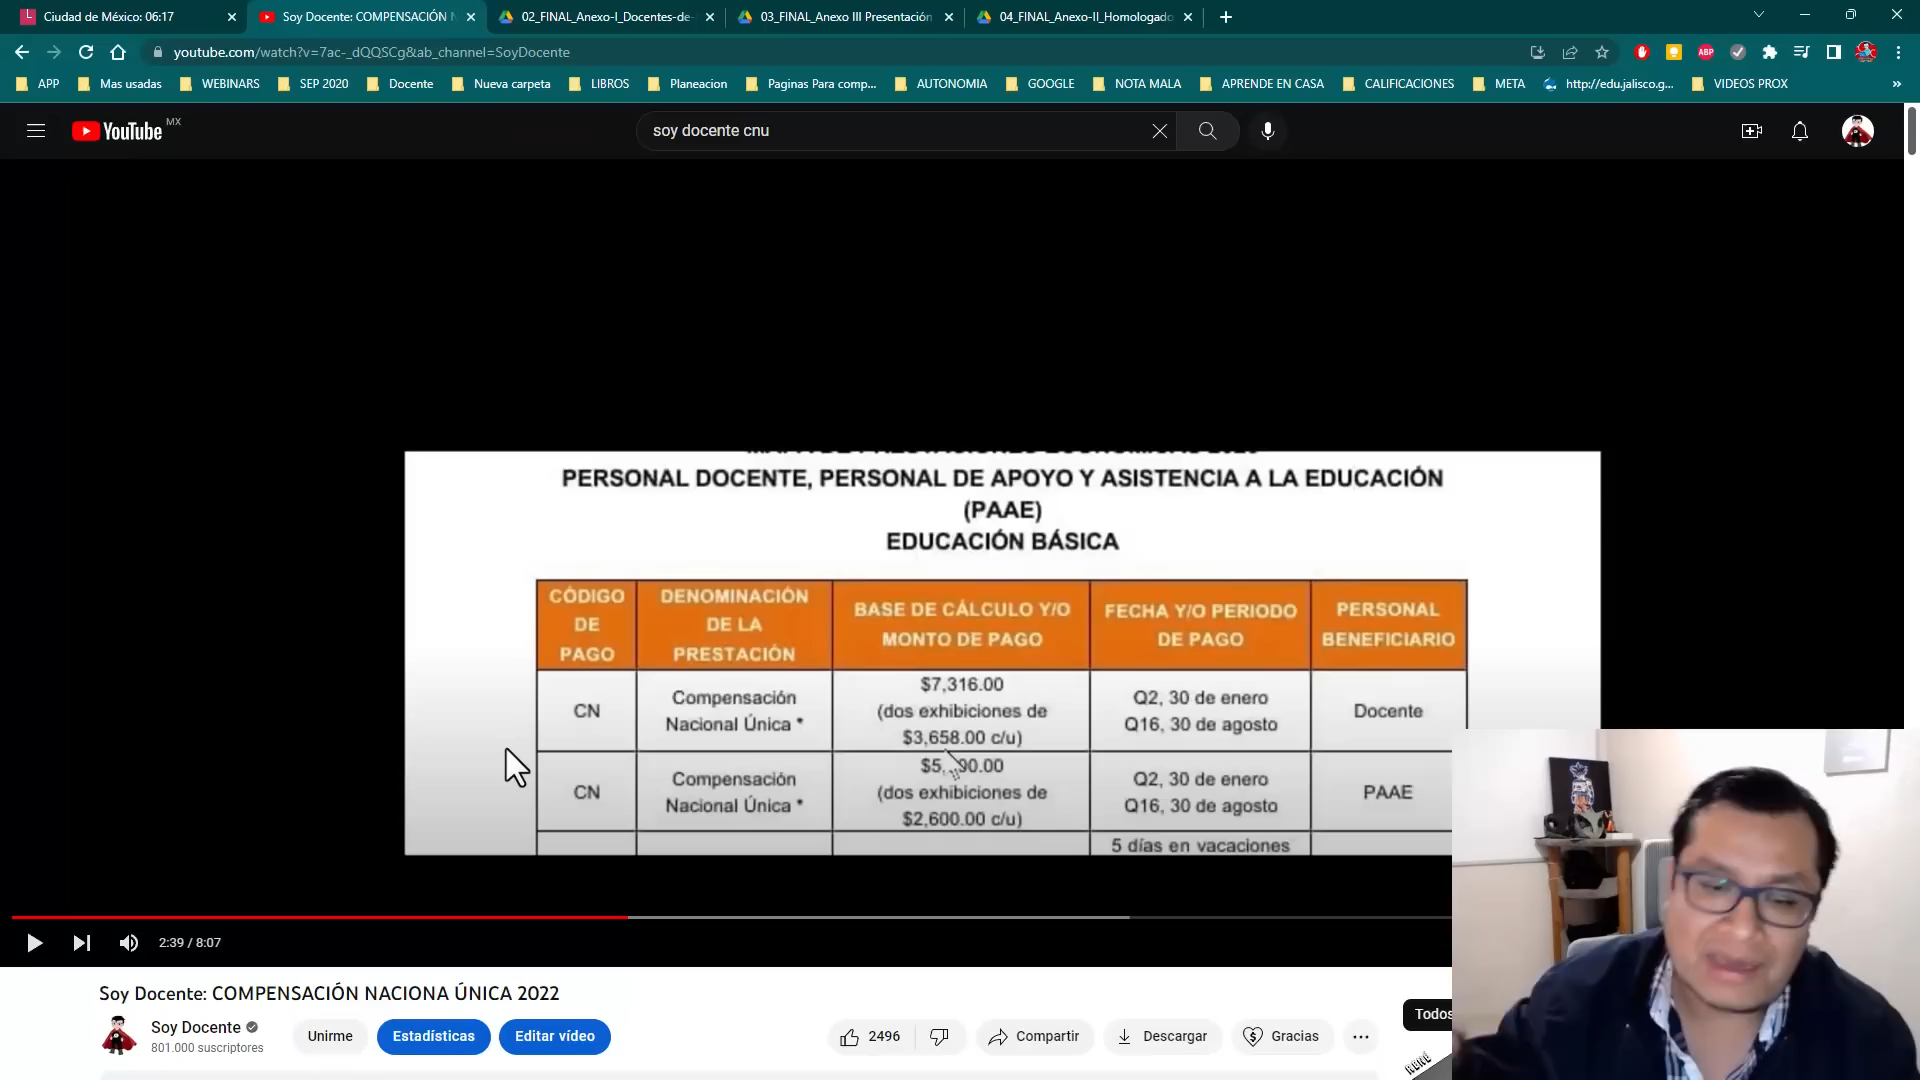 Ciudad de México: 06:17
Soy Docente: COMPENSACIÓN N
02_FINAL_Anexo-I_Docentes-de-
03_FINAL_Anexo III Presentación
04_FINAL_Anexo-II_Homologado
youtube.com/watch?v=7ac-_dQQSCg&ab_channel=SoyDocente
ABP
APP
Mas usadas
WEBINARS
SEP 2020
Docente
Nueva carpeta
LIBROS
Planeacion
Paginas Para comp...
AUTONOMIA
GOOGLE
NOTA MALA
APRENDE EN CASA
CALIFICACIONES
META
http://edu.jalisco.g...
VIDEOS PROX
»
YouTube MX
soy docente cnu
PERSONAL DOCENTE, PERSONAL DE APOYO Y ASISTENCIA A LA EDUCACIÓN
(PAAE)
EDUCACIÓN BÁSICA
CÓDIGO
DE
PAGO
DENOMINACIÓN
DE LA
PRESTACIÓN
BASE DE CÁLCULO Y/O
MONTO DE PAGO
FECHA Y/O PERIODO
DE PAGO
PERSONAL
BENEFICIARIO
CN
Compensación
Nacional Única *
$7,316.00
(dos exhibiciones de
$3,658.00 c/u)
Q2, 30 de enero
Q16, 30 de agosto
Docente
CN
Compensación
Nacional Única *
(dos exhibiciones de
$2,600.00 c/u)
Q2, 30 de enero
Q16, 30 de agosto
PAAE
5 días en vacaciones
2:39 / 8:07
Soy Docente: COMPENSACIÓN NACIONA ÚNICA 2022
Soy Docente
801.000 suscriptores
Unirme
Estadísticas
Editar vídeo
2496
Compartir
Descargar
Gracias
Todos